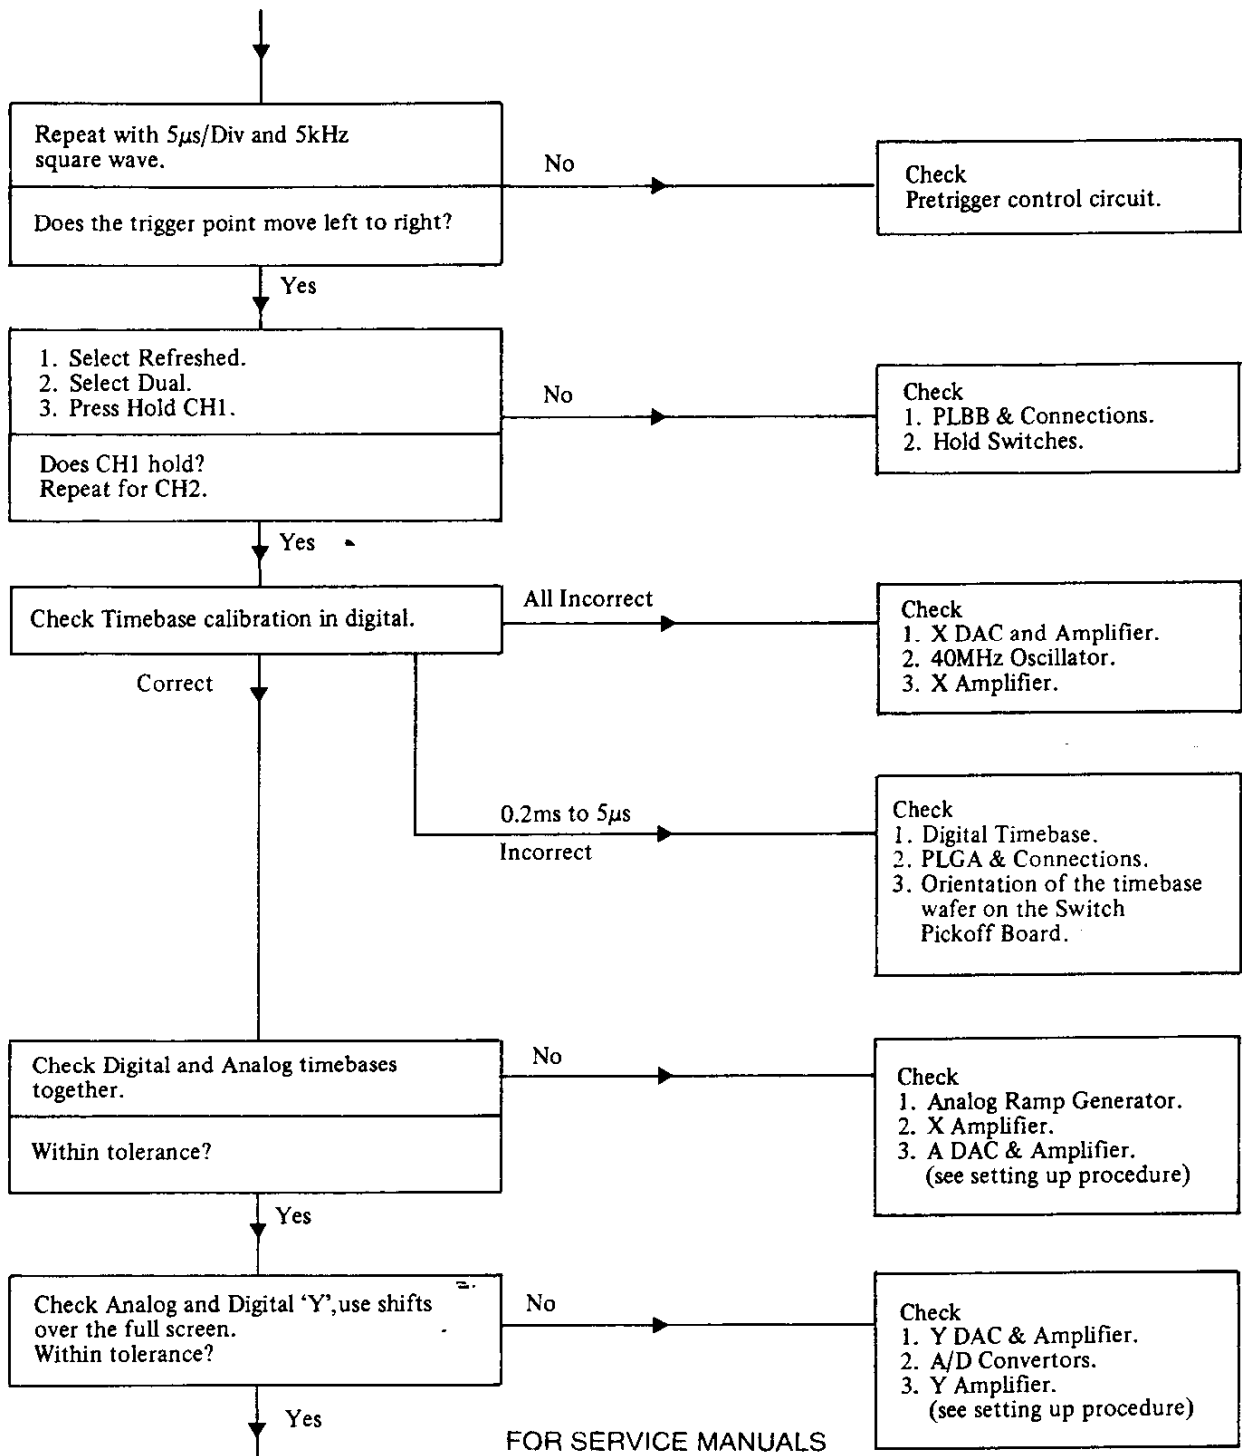 Repeat with 5µs/Div and 5kHz
square wave.
Does the trigger point move left to right?
No
Check
Pretrigger control circuit.
Yes
1. Select Refreshed.
2. Select Dual.
3. Press Hold CH1.
Does CH1 hold?
Repeat for CH2.
No
Check
1. PLBB & Connections.
2. Hold Switches.
Yes
Check Timebase calibration in digital.
All Incorrect
Check
1. X DAC and Amplifier.
2. 40MHz Oscillator.
3. X Amplifier.
Correct
0.2ms to 5µs
Incorrect
Check
1. Digital Timebase.
2. PLGA & Connections.
3. Orientation of the timebase
wafer on the Switch
Pickoff Board.
Check Digital and Analog timebases
together.
Within tolerance?
No
Check
1. Analog Ramp Generator.
2. X Amplifier.
3. A DAC & Amplifier.
(see setting up procedure)
Yes
Check Analog and Digital ‘Y’,use shifts
over the full screen.
Within tolerance?
No
Check
1. Y DAC & Amplifier.
2. A/D Convertors.
3. Y Amplifier.
(see setting up procedure)
Yes
FOR SERVICE MANUALS